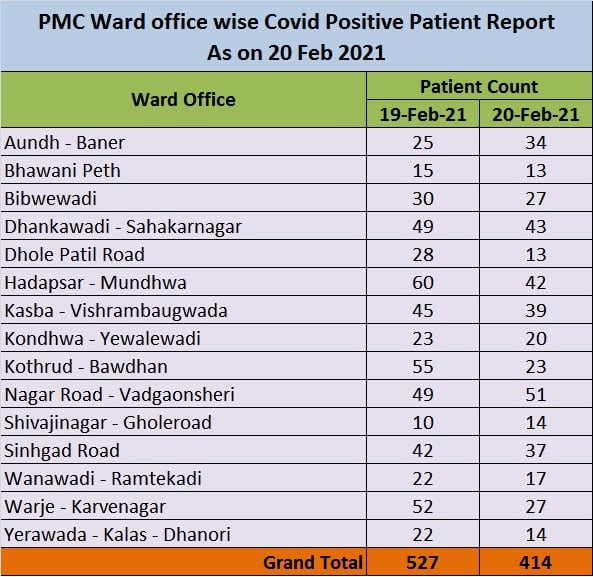 PMC Ward office wise Covid Positive Patient Report
As on 20 Feb 2021
Ward Office Patient Count
19-Feb-21 20-Feb-21
Aundh - Baner 25 34
Bhawani Peth 15 13
Bibwewadi 30 27
Dhankawadi - Sahakarnagar 49 43
Dhole Patil Road 28 13
Hadapsar - Mundhwa 60 42
Kasba - Vishrambaugwada 45 39
Kondhwa - Yewalewadi 23 20
Kothrud - Bawdhan 55 23
Nagar Road - Vadgaonsheri 49 51
Shivajinagar - Gholeroad 10 14
Sinhgad Road 42 37
Wanawadi - Ramtekadi 22 17
Warje - Karvenagar 52 27
Yerawada - Kalas - Dhanori 22 14
Grand Total 527 414